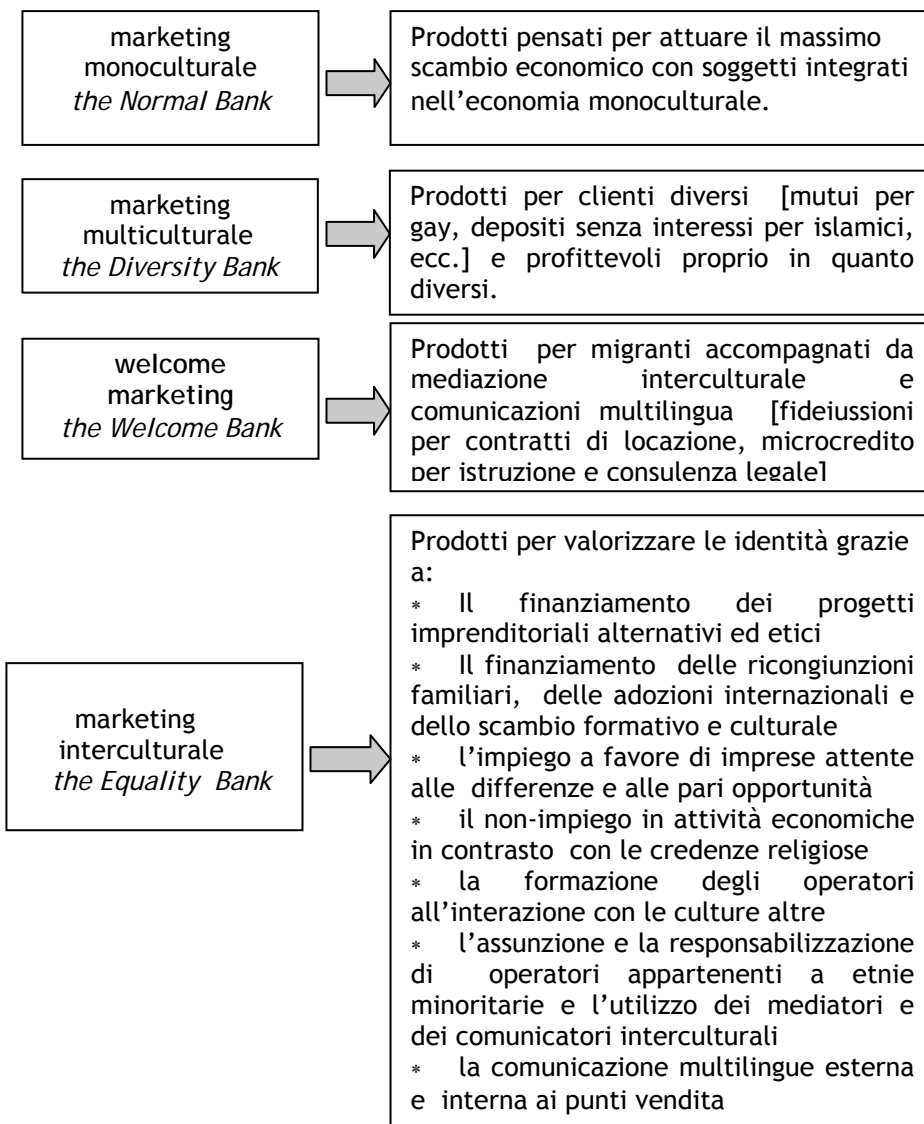 marketing
monoculturale
the Normal Bank
Prodotti pensati per attuare il massimo
scambio economico con soggetti integrati
nell’economia monoculturale.
marketing
multiculturale
the Diversity Bank
Prodotti per clienti diversi [mutui per
gay, depositi senza interessi per islamici,
ecc.] e profittevoli proprio in quanto
diversi.
welcome
marketing
the Welcome Bank
Prodotti per migranti accompagnati da
mediazione interculturale e
comunicazioni multilingua [fideiussioni
per contratti di locazione, microcredito
per istruzione e consulenza legale]
marketing
interculturale
the Equality Bank
Prodotti per valorizzare le identità grazie
a:
* Il finanziamento dei progetti
imprenditoriali alternativi ed etici
* Il finanziamento delle ricongiunzioni
familiari, delle adozioni internazionali e
dello scambio formativo e culturale
* l’impiego a favore di imprese attente
alle differenze e alle pari opportunità
* il non-impiego in attività economiche
in contrasto con le credenze religiose
* la formazione degli operatori
all’interazione con le culture altre
* l’assunzione e la responsabilizzazione
di operatori appartenenti a etnie
minoritarie e l’utilizzo dei mediatori e
dei comunicatori interculturali
* la comunicazione multilingue esterna
e interna ai punti vendita